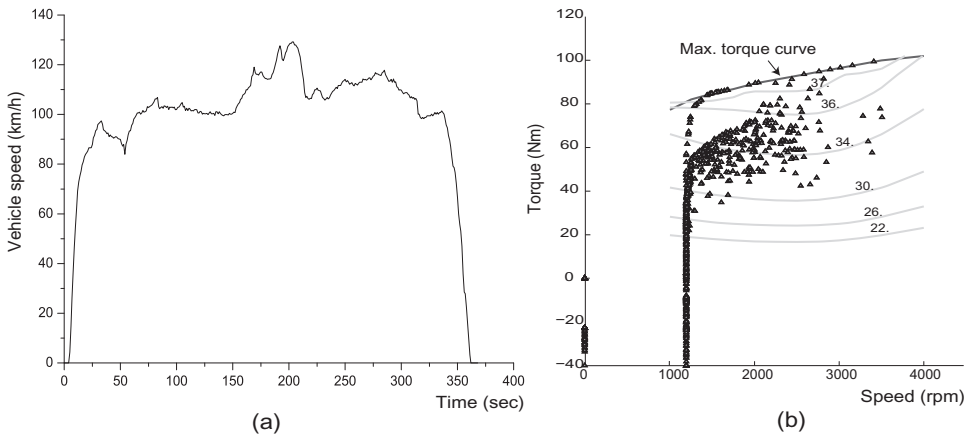 140
120
100
80
60
40
20
0
Vehicle speed (km/h)
0 50 100 150 200 250 300 350 400
Time (sec)
(a)
120
100
80
60
40
20
0
−20
−40
Torque (Nm)
Max. torque curve
37.
36.
34.
30.
26.
22.
0 1000 2000 3000 4000
Speed (rpm)
(b)